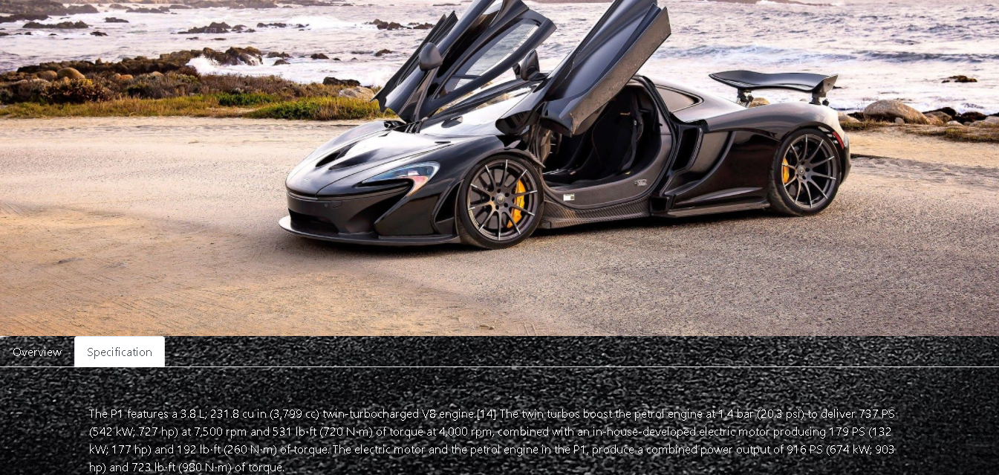 Overview Specification
The P1 features a 3.8 L; 231.8 cu in (3,799 cc) twin-turbocharged V8 engine.[14] The twin turbos boost the petrol engine at 1.4 bar (20.3 psi) to deliver 737 PS
(542 kW; 727 hp) at 7,500 rpm and 531 lb·ft (720 N·m) of torque at 4,000 rpm, combined with an in-house-developed electric motor producing 179 PS (132
kW; 177 hp) and 192 lb·ft (260 N·m) of torque. The electric motor and the petrol engine in the P1, produce a combined power output of 916 PS (674 kW; 903
hp) and 723 lb·ft (980 N·m) of torque.